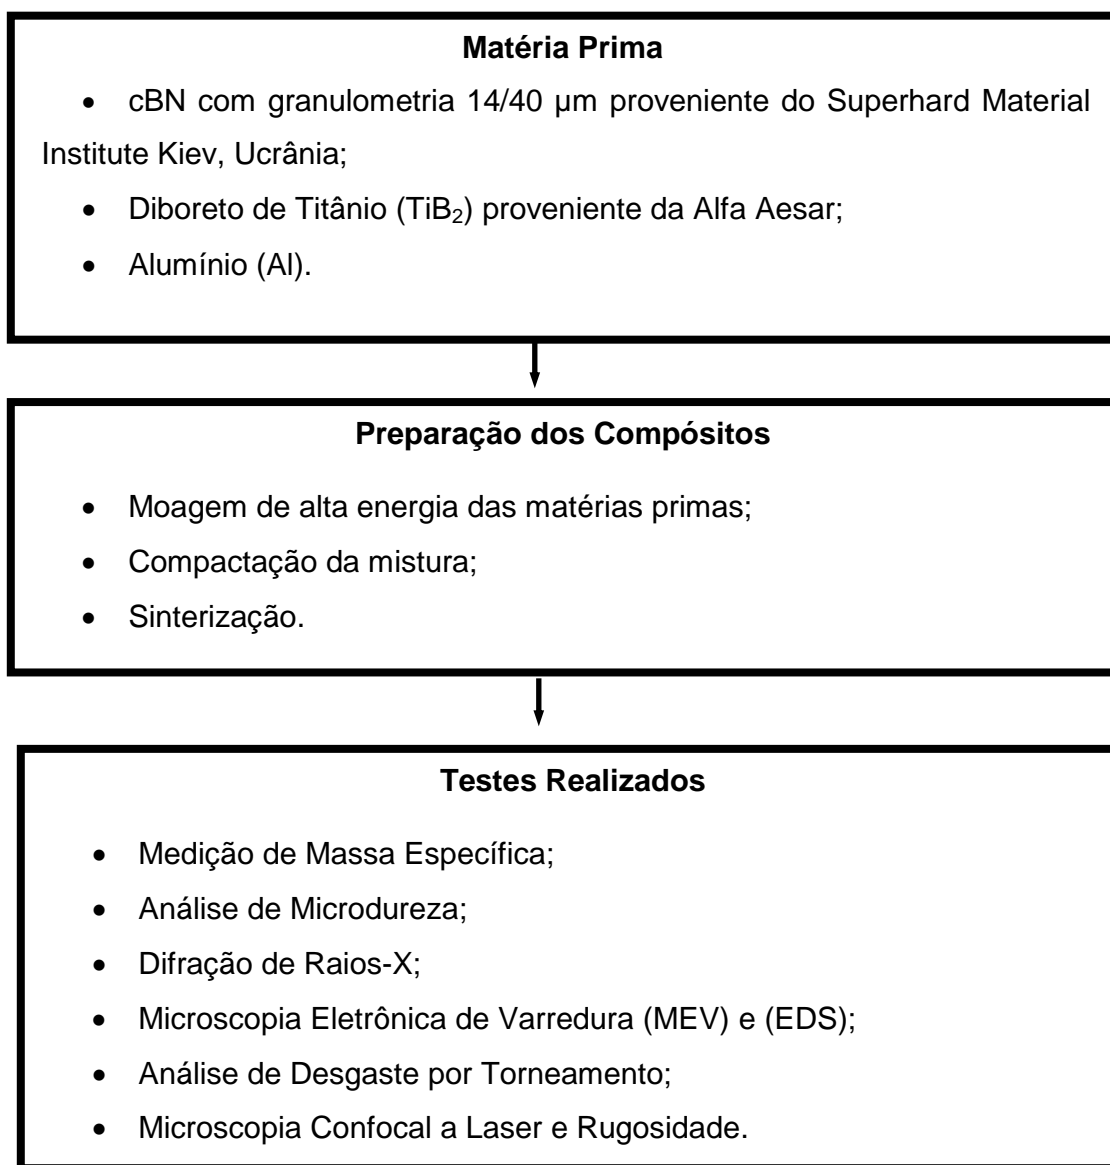 Matéria Prima
• cBN com granulometria 14/40 µm proveniente do Superhard Material
Institute Kiev, Ucrânia;
• Diboreto de Titânio (TiB₂) proveniente da Alfa Aesar;
• Alumínio (Al).
Preparação dos Compósitos
• Moagem de alta energia das matérias primas;
• Compactação da mistura;
• Sinterização.
Testes Realizados
• Medição de Massa Específica;
• Análise de Microdureza;
• Difração de Raios-X;
• Microscopia Eletrônica de Varredura (MEV) e (EDS);
• Análise de Desgaste por Torneamento;
• Microscopia Confocal a Laser e Rugosidade.